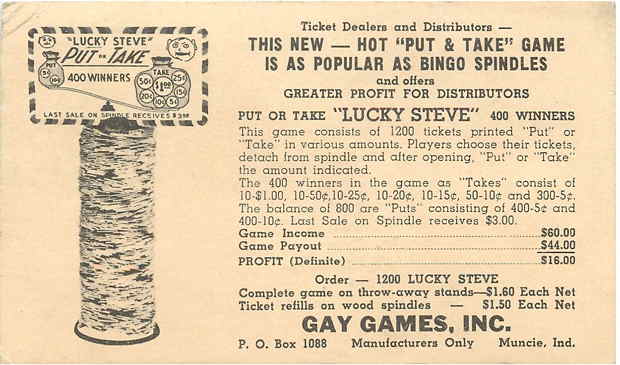 "LUCKY STEVE"
PUT OR TAKE
PUT
5¢
10¢
400 WINNERS
TAKE
50¢ $1.00 25¢
20¢ 10¢ 5¢ 15¢
LAST SALE ON SPINDLE RECEIVES $3.00
Ticket Dealers and Distributors —
THIS NEW — HOT "PUT & TAKE" GAME
IS AS POPULAR AS BINGO SPINDLES
and offers
GREATER PROFIT FOR DISTRIBUTORS
PUT OR TAKE "LUCKY STEVE" 400 WINNERS
This game consists of 1200 tickets printed "Put" or
"Take" in various amounts. Players choose their tickets,
detach from spindle and after opening, "Put" or "Take"
the amount indicated.
The 400 winners in the game as "Takes" consist of
10-$1.00, 10-50¢,10-25¢, 10-20¢, 10-15¢, 50-10¢ and 300-5¢.
The balance of 800 are "Puts" consisting of 400-5¢ and
400-10¢. Last Sale on Spindle receives $3.00.
Game Income ........ $60.00
Game Payout ........ $44.00
PROFIT (Definite) ........ $16.00
Order — 1200 LUCKY STEVE
Complete game on throw-away stands—$1.60 Each Net
Ticket refills on wood spindles — $1.50 Each Net
GAY GAMES, INC.
P. O. Box 1088 Manufacturers Only Muncie, Ind.